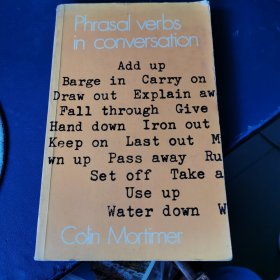 Phrasal verbs
in conversation
Add up
Barge in Carry on
Draw out Explain aw
Fall through Give
Hand down Iron out
Keep on Last out M
wn up Pass away Ru
Set off Take a
Use up
Water down W
Colin Mortimer